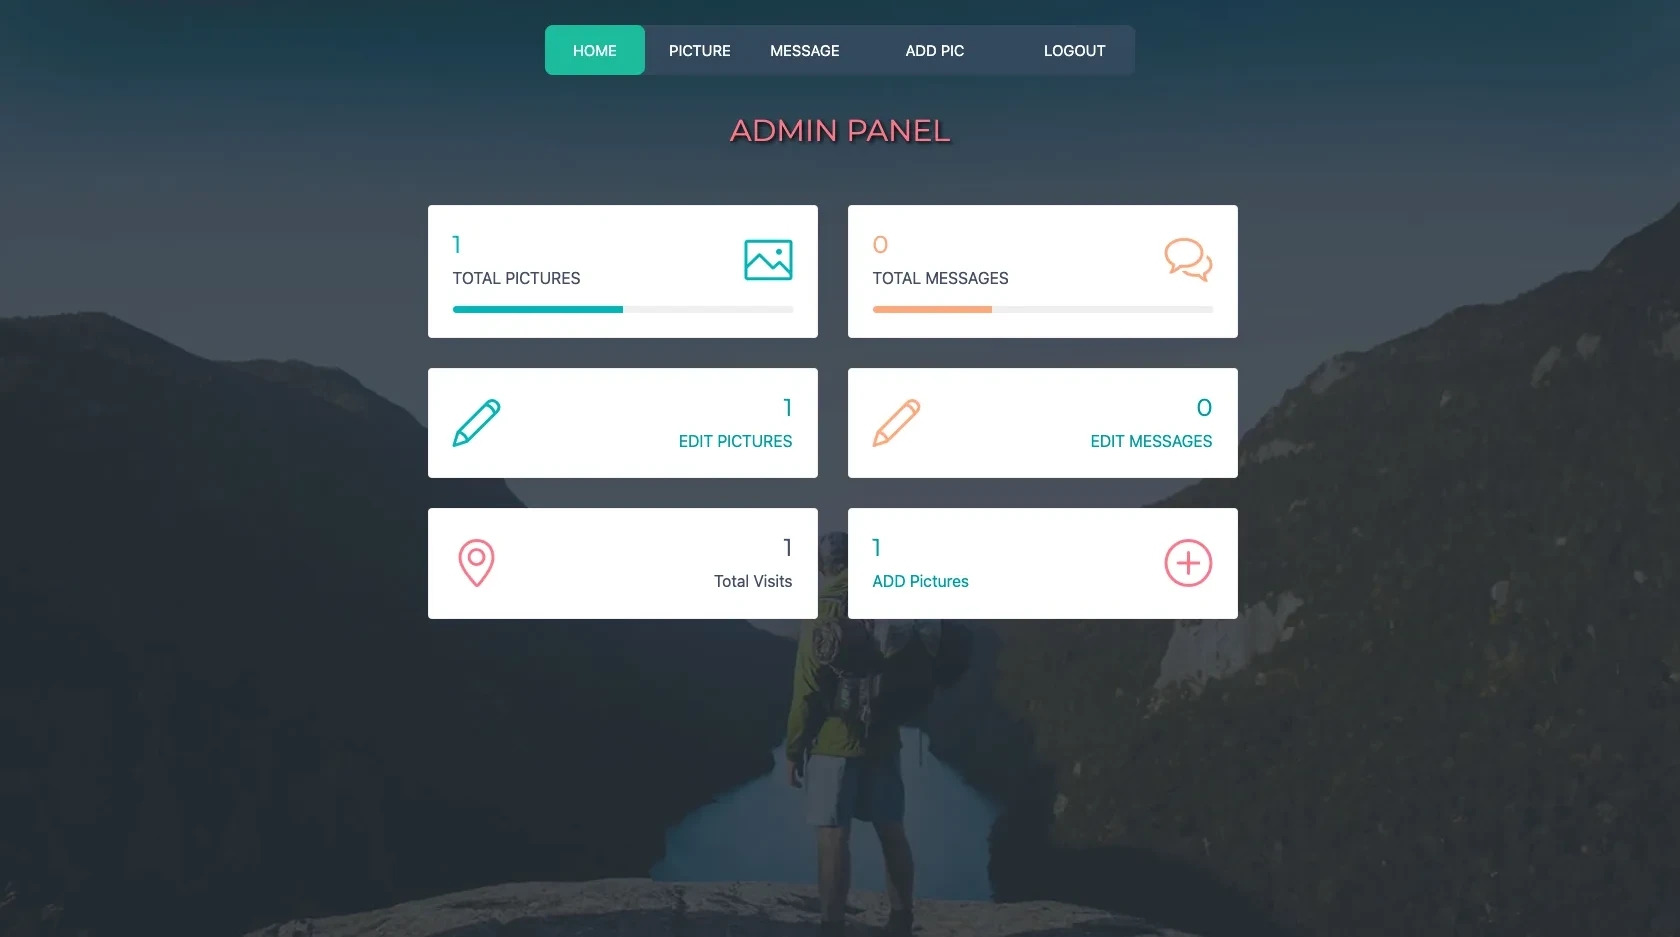 HOME PICTURE MESSAGE ADD PIC LOGOUT
ADMIN PANEL
1
TOTAL PICTURES
0
TOTAL MESSAGES
1
EDIT PICTURES
0
EDIT MESSAGES
1
Total Visits
1
ADD Pictures